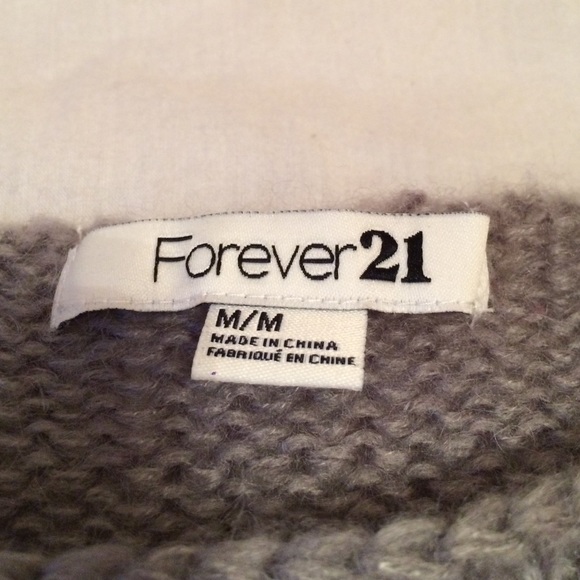 Forever21
M/M
MADE IN CHINA
FABRIQUÉ EN CHINE